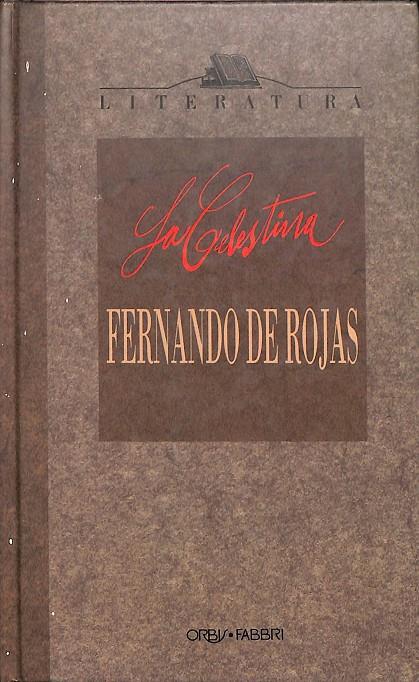 LITERATURA
La Celestina
FERNANDO DE ROJAS
ORBIS • FABBRI